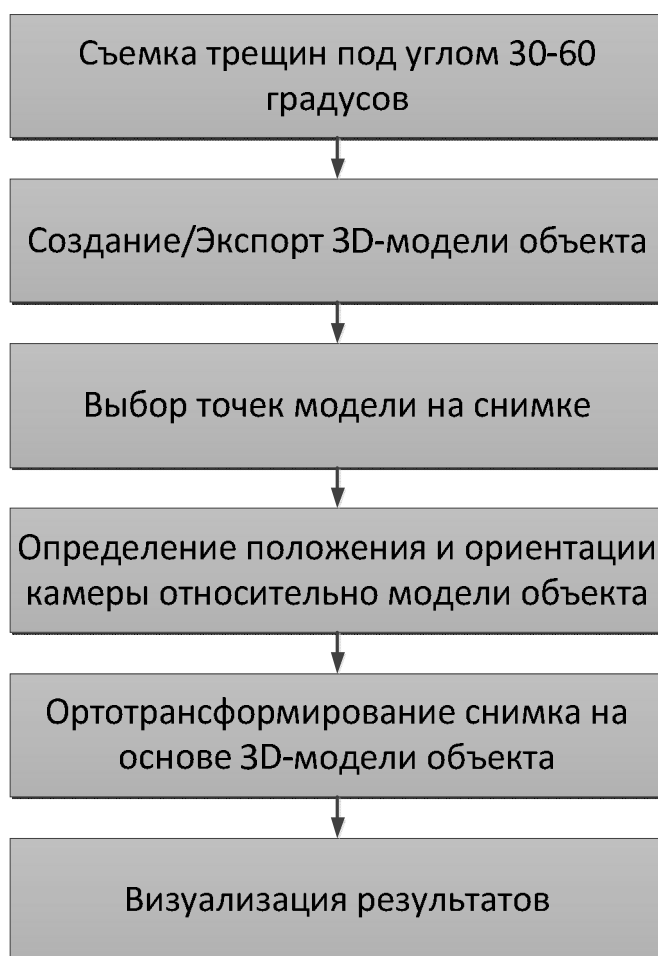 Съемка трещин под углом 30-60
градусов
Создание/Экспорт 3D-модели объекта
Выбор точек модели на снимке
Определение положения и ориентации
камеры относительно модели объекта
Ортотрансформирование снимка на
основе 3D-модели объекта
Визуализация результатов